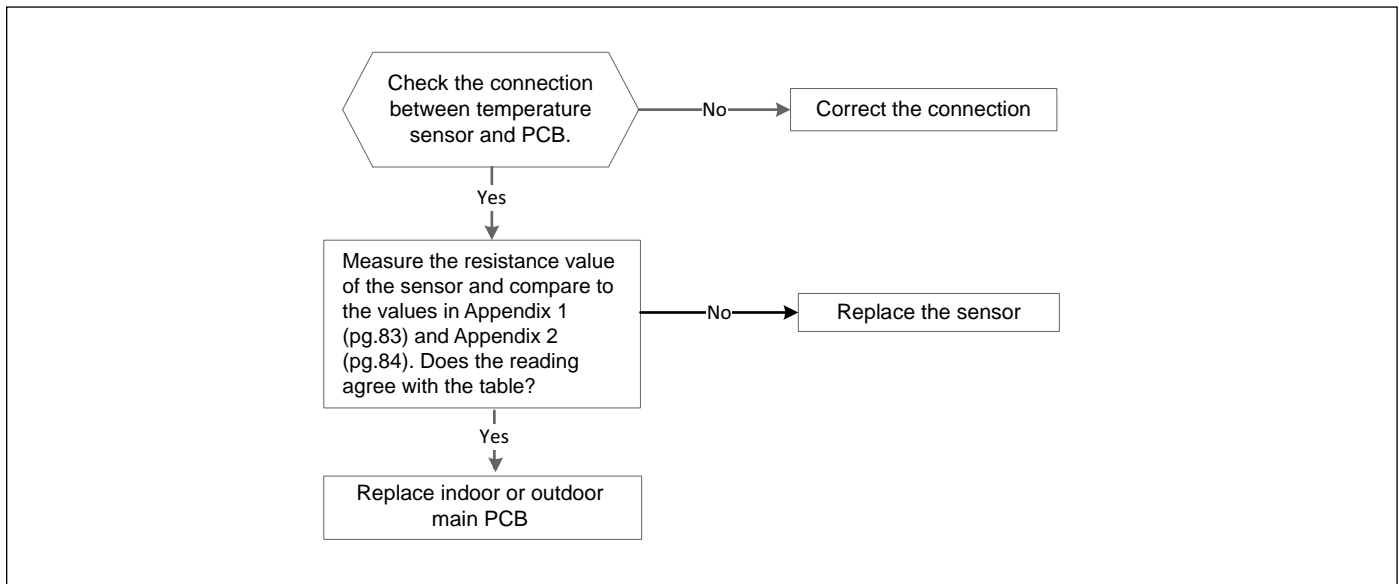 Check the connection
between temperature
sensor and PCB.
No
Correct the connection
Yes
Measure the resistance value
of the sensor and compare to
the values in Appendix 1
(pg.83) and Appendix 2
(pg.84). Does the reading
agree with the table?
No
Replace the sensor
Yes
Replace indoor or outdoor
main PCB